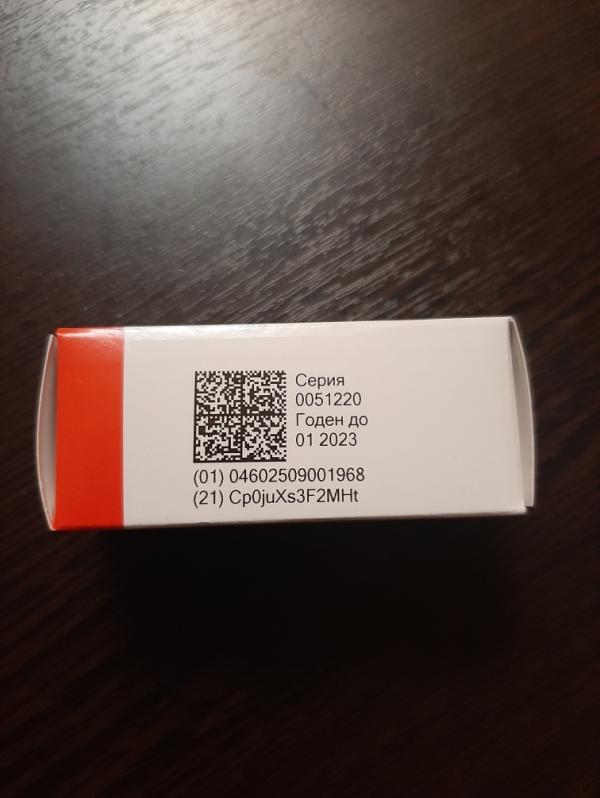 Серия
0051220
Годен до
01 2023
(01) 04602509001968
(21) Cp0juXs3F2MHt